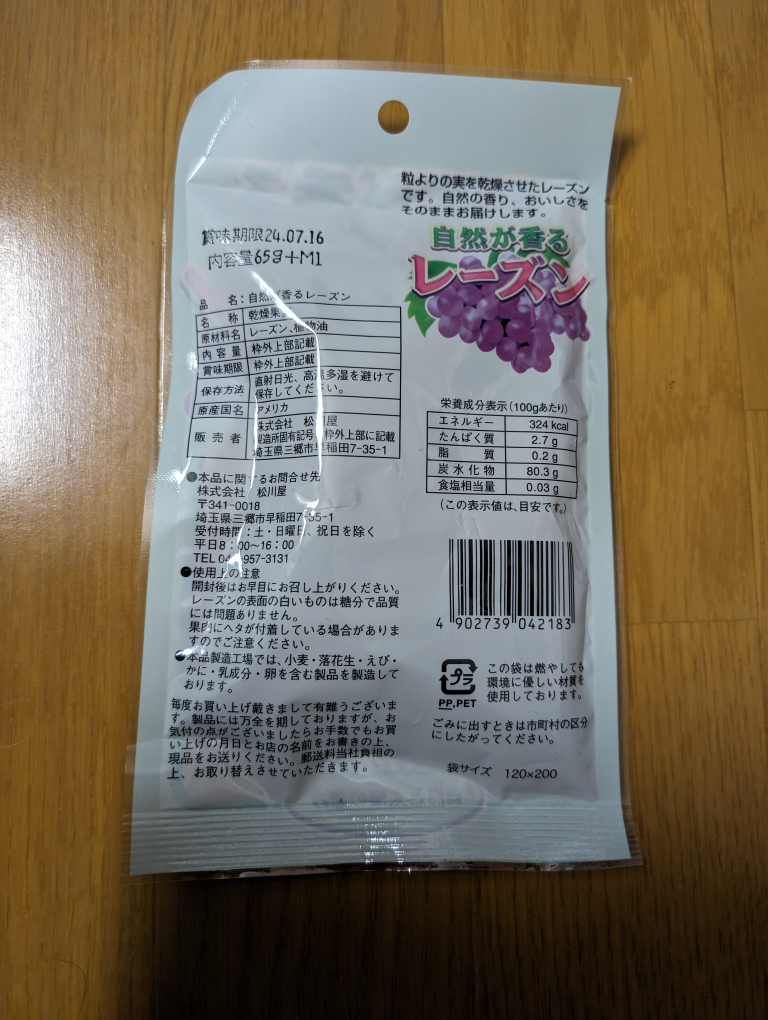 粒よりの実を乾燥させたレーズン
です。自然の香り、おいしさを
そのままお届けします。
自然が香る
レーズン
賞味期限24.07.16
内容量65g+M1
品 名:自然が香るレーズン
名 称 乾燥果
原材料名 レーズン、植物油
内容量 枠外上部記載
賞味期限 枠外上部記載
保存方法 直射日光、高温多湿を避けて
保存してください。
原産国名 アメリカ
販売者 株式会社 松川屋
製造所固有記号 枠外上部に記載
埼玉県三郷市早稲田7-35-1
栄養成分表示(100gあたり)
エネルギー 324 kcal
たんぱく質 2.7 g
脂質 0.2 g
炭水化物 80.3 g
食塩相当量 0.03 g
(この表示値は、目安です。)
●本品に関するお問合せ先
株式会社 松川屋
〒341-0018
埼玉県三郷市早稲田7-35-1
受付時間:土・日曜日、祝日を除く
平日8:00〜16:00
TEL 04 -957-3131
●使用上の注意
開封後はお早目にお召し上がりください。
レーズンの表面の白いものは糖分で品質
には問題ありません。
果肉にヘタが付着している場合がありま
すのでご注意ください。
●本品製造工場では、小麦・落花生・えび・
かに・乳成分・卵を含む製品を製造して
おります。
毎度お買い上げ戴きまして有難うございま
す。製品には万全を期しておりますが、お
気付の点がございましたらお手数でもお買
い上げの月日とお店の名前をお書きの上、
現品をお送りください。郵送料当社負担の
上、お取り替えさせていただきます。
4 902739 042183
プラ
PP,PET
この袋は燃やしても
環境に優しい材質を
使用しております。
ごみに出すときは市町村の区分
にしたがってください。
袋サイズ 120×200